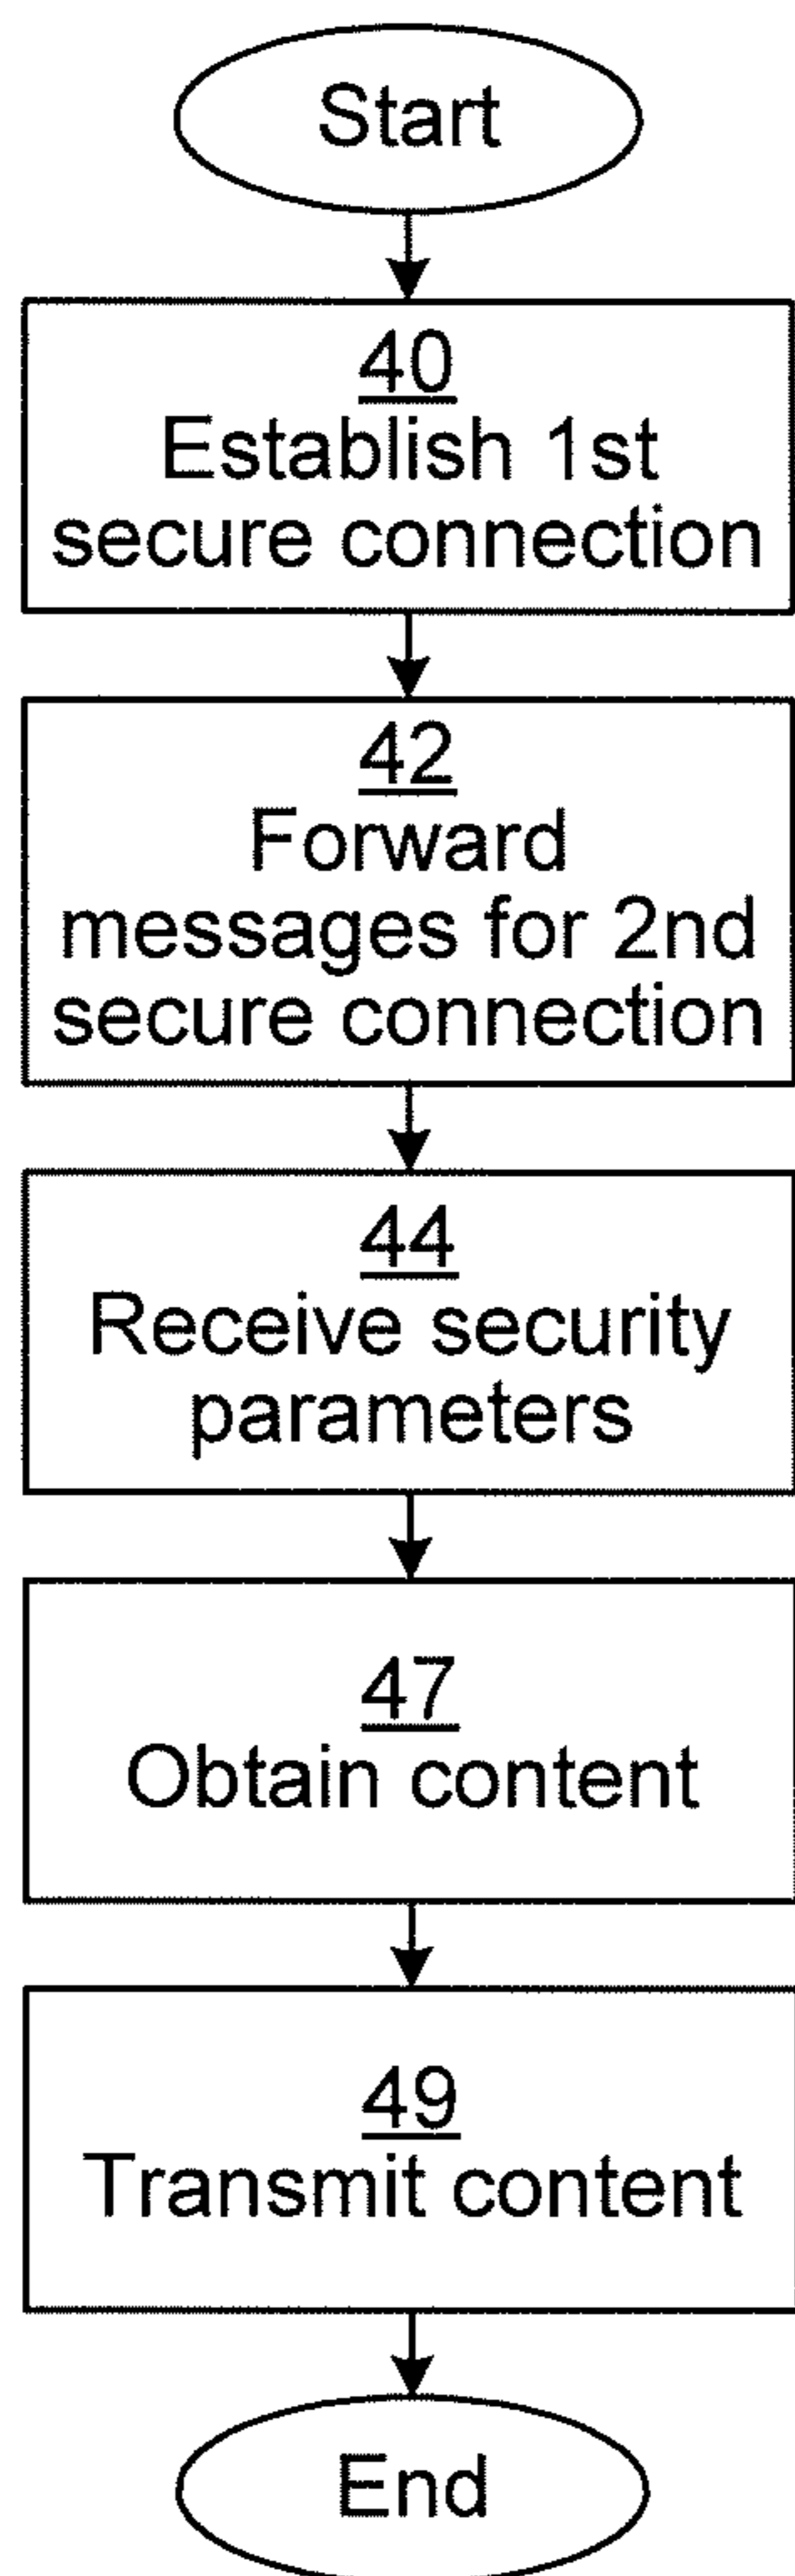 Start
40
Establish 1st
secure connection
42
Forward
messages for 2nd
secure connection
44
Receive security
parameters
47
Obtain content
49
Transmit content
End